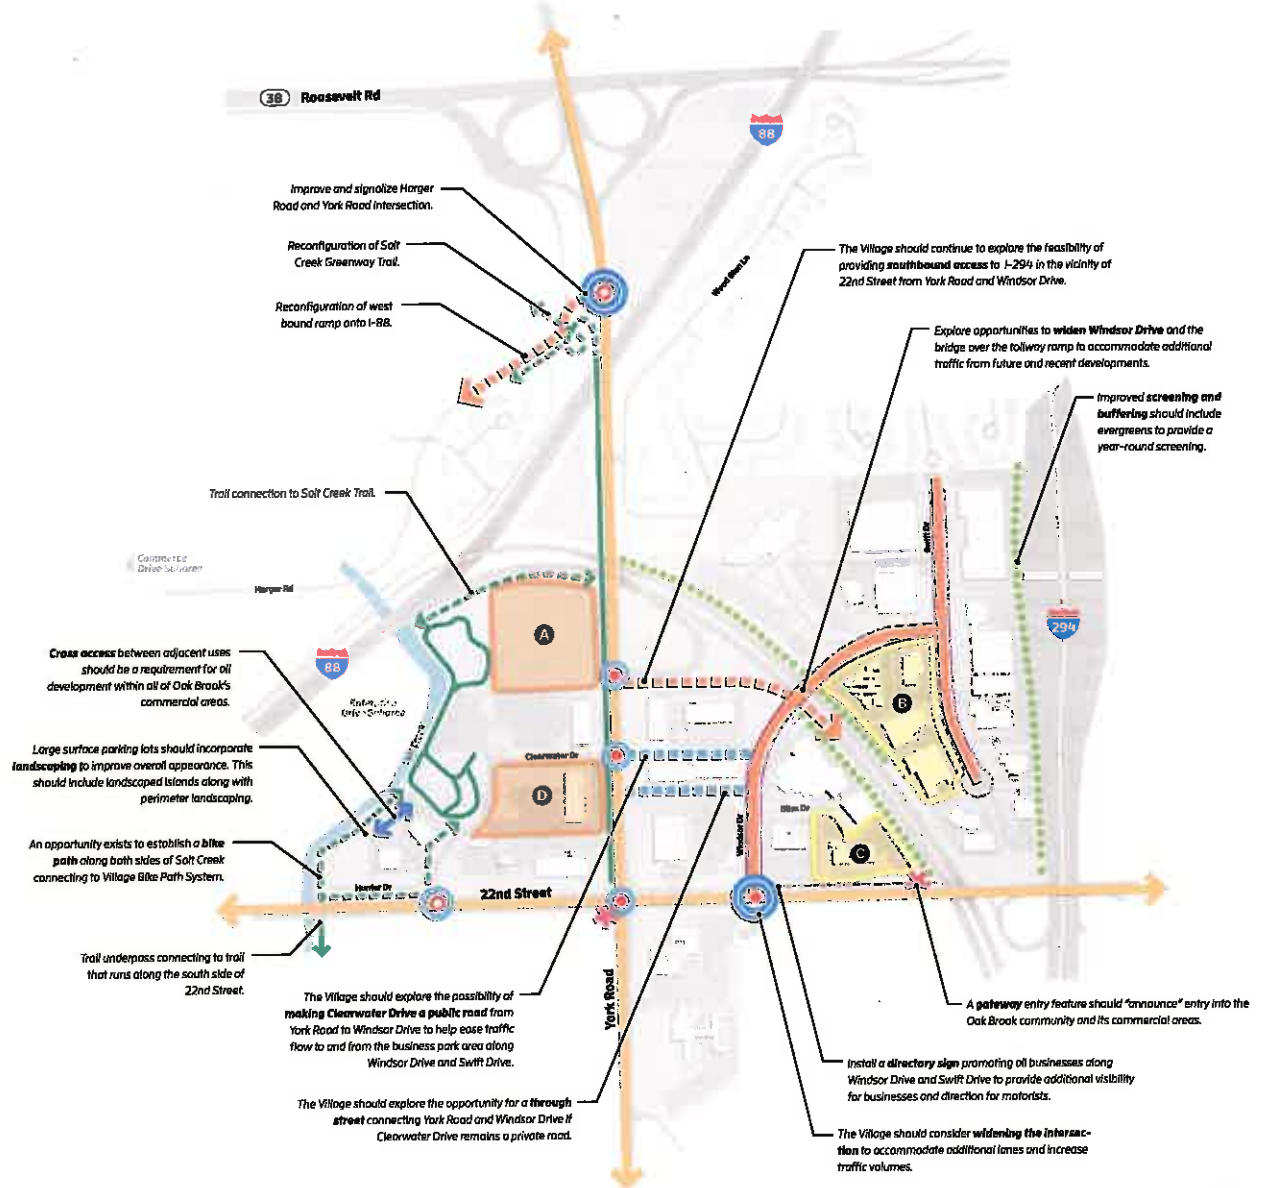 38 Roosevelt Rd
88
Improve and signalize Harger
Road and York Road intersection.
Reconfiguration of Salt
Creek Greenway Trail.
Reconfiguration of west
bound ramp onto I-88.
The Village should continue to explore the feasibility of
providing southbound access to I-294 in the vicinity of
22nd Street from York Road and Windsor Drive.
Explore opportunities to widen Windsor Drive and the
bridge over the tollway ramp to accommodate additional
traffic from future and recent developments.
Improved screening and
buffering should include
evergreens to provide a
year-round screening.
Trail connection to Salt Creek Trail.
Swift Dr
Commerce
Harger Rd
A
294
Cross access between adjacent uses
should be a requirement for all
development within all of Oak Brook's
commercial areas.
88
B
Large surface parking lots should incorporate
landscaping to improve overall appearance. This
should include landscaped islands along with
perimeter landscaping.
Clearwater Dr
D
Windsor Dr
C
An opportunity exists to establish a bike
path along both sides of Salt Creek
connecting to Village Bike Path System.
Hunter Dr
22nd Street
Trail underpass connecting to trail
that runs along the south side of
22nd Street.
York Road
The Village should explore the possibility of
making Clearwater Drive a public road from
York Road to Windsor Drive to help ease traffic
flow to and from the business park area along
Windsor Drive and Swift Drive.
A gateway entry feature should "announce" entry into the
Oak Brook community and its commercial areas.
Install a directory sign promoting all businesses along
Windsor Drive and Swift Drive to provide additional visibility
for businesses and direction for motorists.
The Village should explore the opportunity for a through
street connecting York Road and Windsor Drive if
Clearwater Drive remains a private road.
The Village should consider widening the intersec-
tion to accommodate additional lanes and increase
traffic volumes.